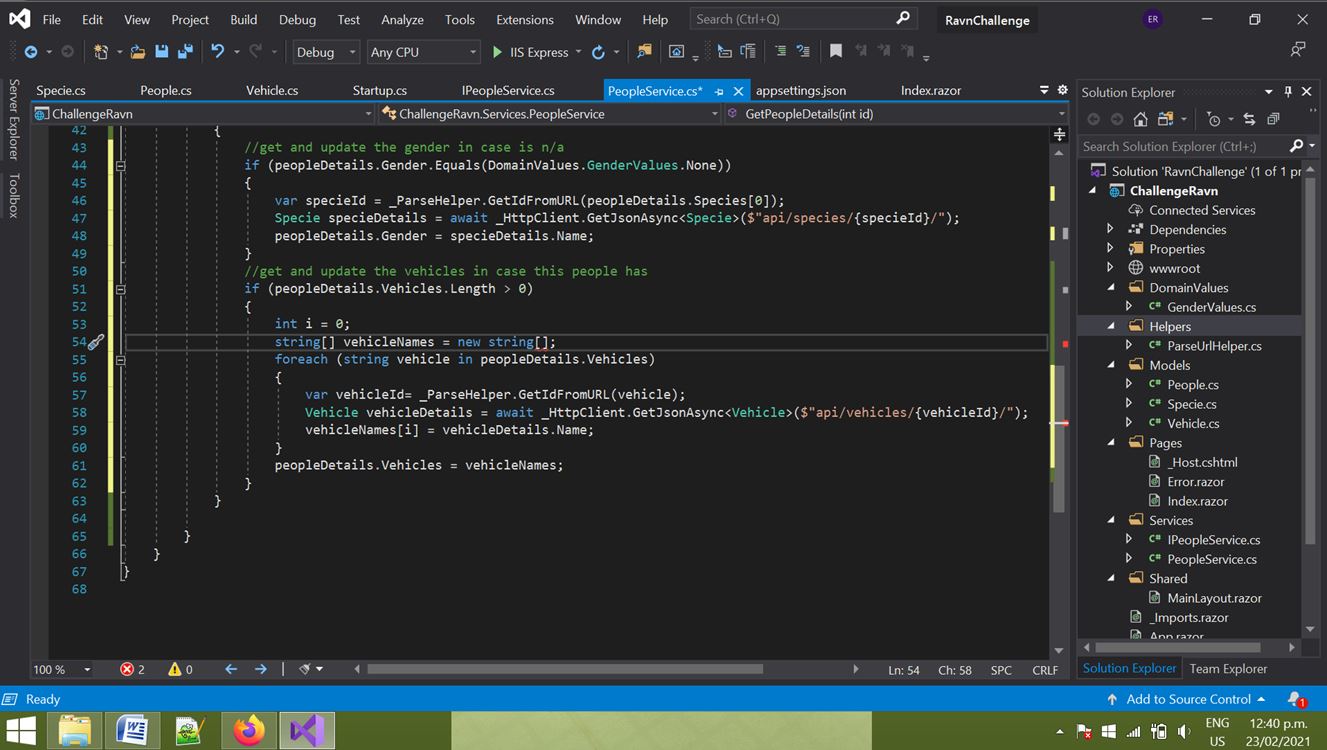 File Edit View Project Build Debug Test Analyze Tools Extensions Window Help Search (Ctrl+Q) RavnChallenge ER
Debug Any CPU IIS Express
Server Explorer
Toolbox
Specie.cs People.cs Vehicle.cs Startup.cs IPeopleService.cs PeopleService.cs* appsettings.json Index.razor
ChallengeRavn ChallengeRavn.Services.PeopleService GetPeopleDetails(int id)
42 {
43 //get and update the gender in case is n/a
44 if (peopleDetails.Gender.Equals(DomainValues.GenderValues.None))
45 {
46 var specieId = _ParseHelper.GetIdFromURL(peopleDetails.Species[0]);
47 Specie specieDetails = await _HttpClient.GetJsonAsync<Specie>($"api/species/{specieId}/");
48 peopleDetails.Gender = specieDetails.Name;
49 }
50 //get and update the vehicles in case this people has
51 if (peopleDetails.Vehicles.Length > 0)
52 {
53 int i = 0;
54 string[] vehicleNames = new string[];
55 foreach (string vehicle in peopleDetails.Vehicles)
56 {
57 var vehicleId= _ParseHelper.GetIdFromURL(vehicle);
58 Vehicle vehicleDetails = await _HttpClient.GetJsonAsync<Vehicle>($"api/vehicles/{vehicleId}/");
59 vehicleNames[i] = vehicleDetails.Name;
60 }
61 peopleDetails.Vehicles = vehicleNames;
62 }
63 }
64
65 }
66 }
67 }
68
100 % 2 0 Ln: 54 Ch: 58 SPC CRLF
Solution Explorer
Search Solution Explorer (Ctrl+;)
Solution 'RavnChallenge' (1 of 1 pr
ChallengeRavn
Connected Services
Dependencies
Properties
wwwroot
DomainValues
C# GenderValues.cs
Helpers
C# ParseUrlHelper.cs
Models
C# People.cs
C# Specie.cs
C# Vehicle.cs
Pages
_Host.cshtml
Error.razor
Index.razor
Services
C# IPeopleService.cs
C# PeopleService.cs
Shared
MainLayout.razor
_Imports.razor
App.razor
Solution Explorer Team Explorer
Ready Add to Source Control 1
ENG
US
12:40 p.m.
23/02/2021